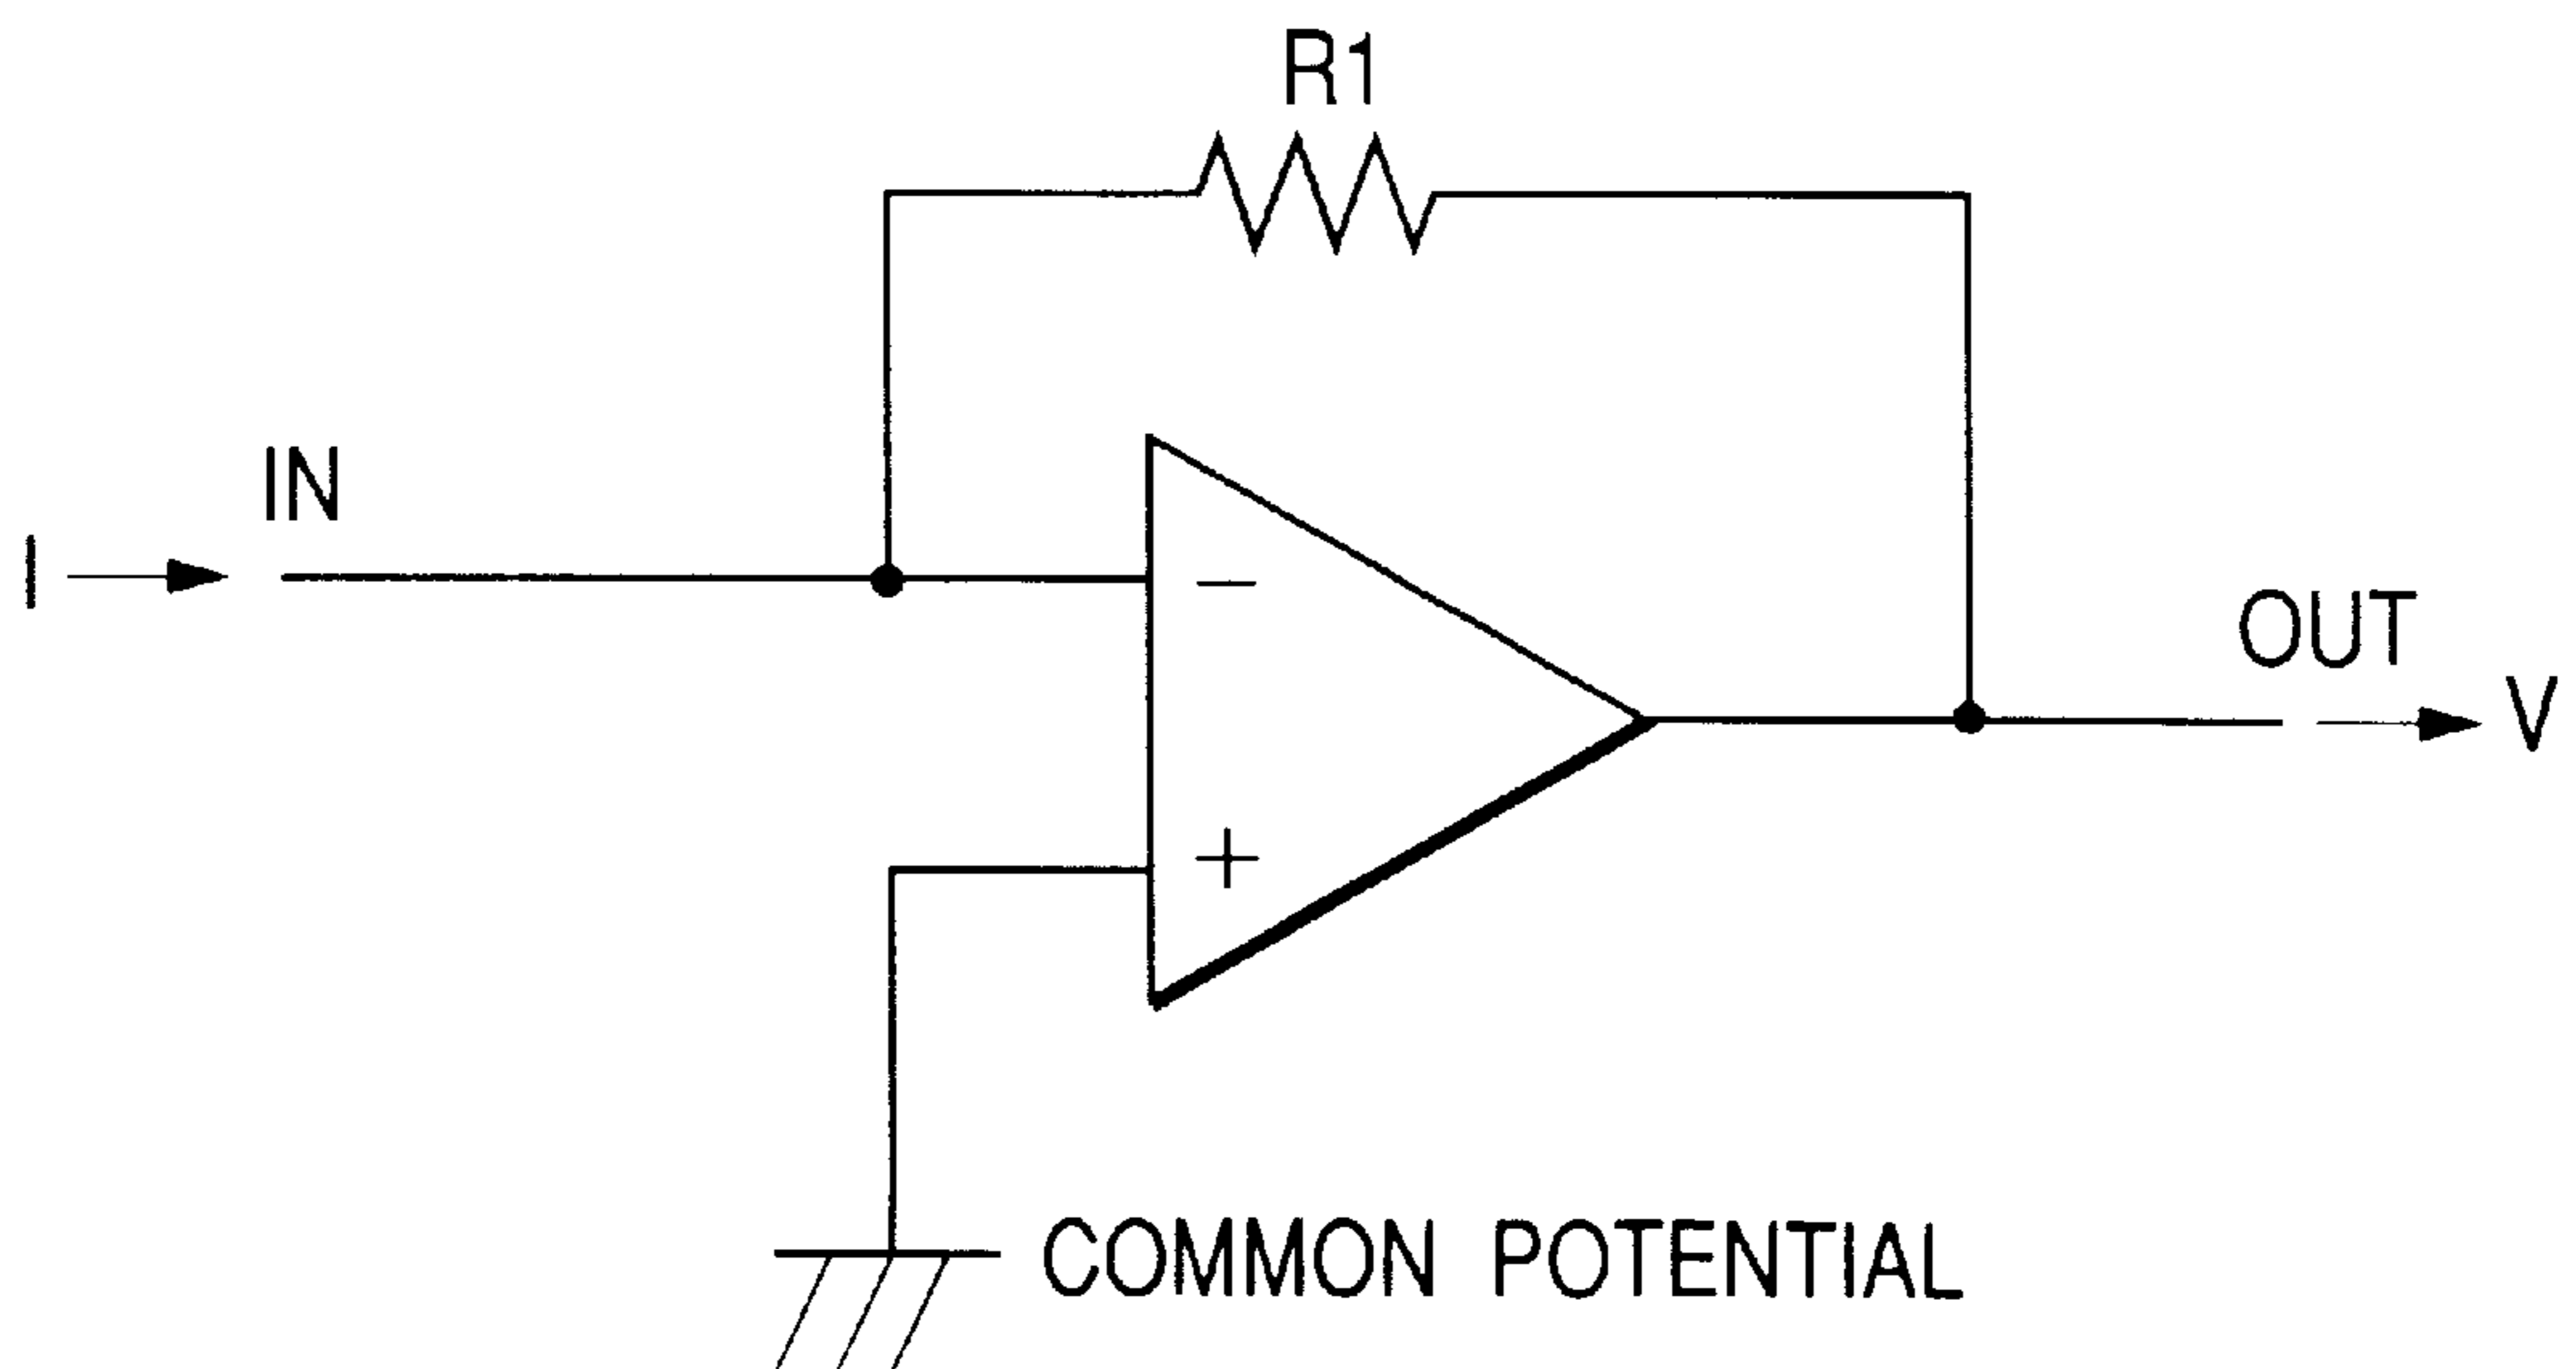 R1
IN
I
−
OUT
V
+
COMMON POTENTIAL